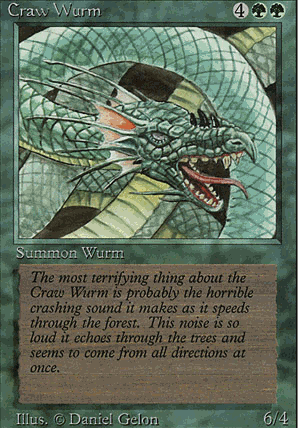 Craw Wurm 4
Summon Wurm
The most terrifying thing about the
Craw Wurm is probably the horrible
crashing sound it makes as it speeds
through the forest. This noise is so
loud it echoes through the trees and
seems to come from all directions at
once.
Illus. © Daniel Gelon 6/4